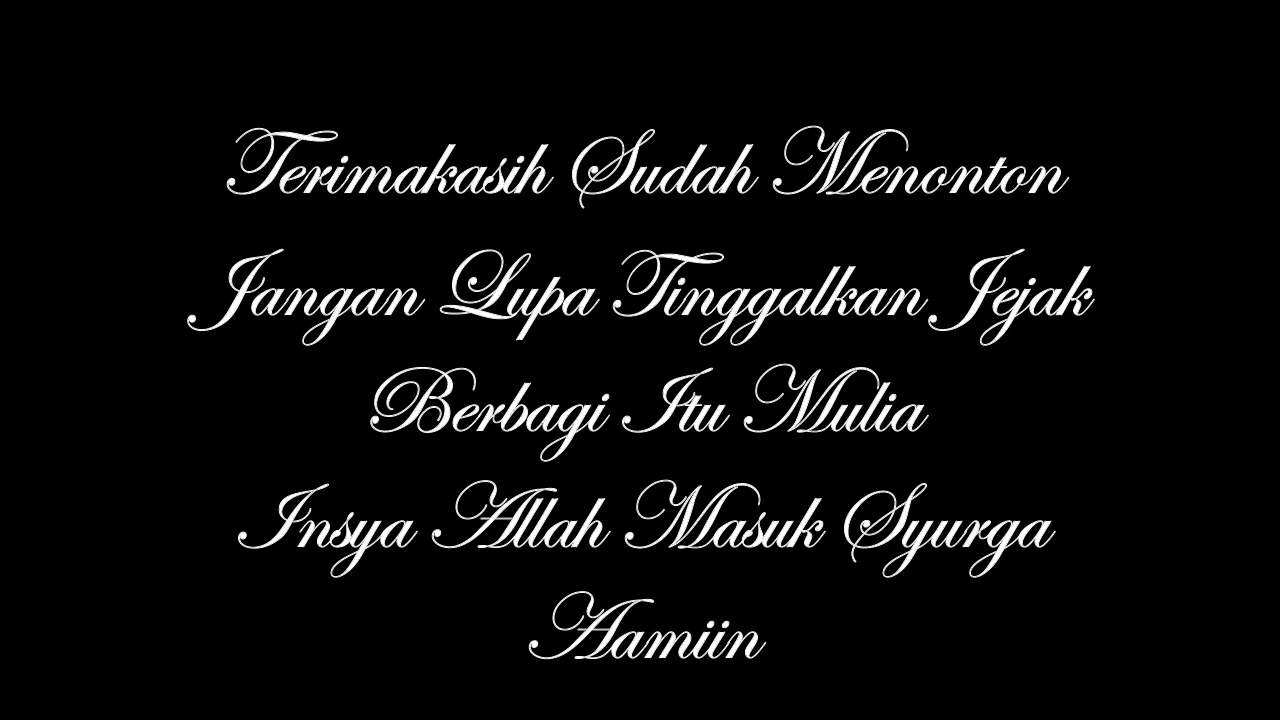 Terimakasih Sudah Menonton
Jangan Lupa Tinggalkan Jejak
Berbagi Itu Mulia
Insya Allah Masuk Syurga
Aamiin